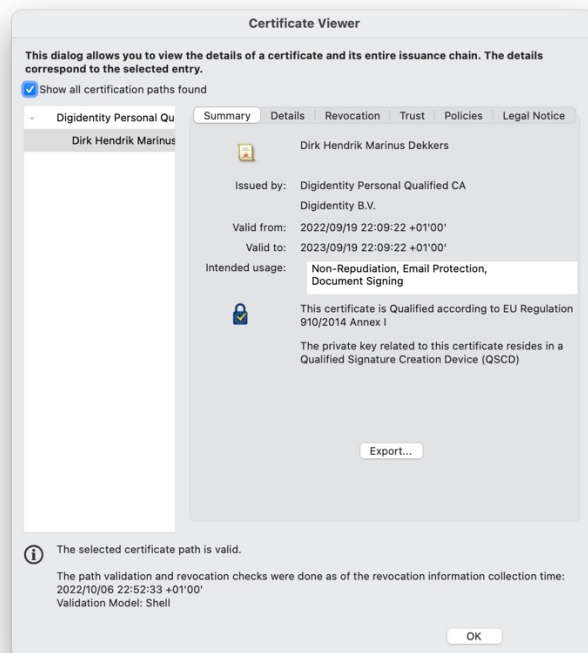 Certificate Viewer
This dialog allows you to view the details of a certificate and its entire issuance chain. The details
correspond to the selected entry.
Show all certification paths found
Digidentity Personal Qu
Dirk Hendrik Marinus
Summary Details Revocation Trust Policies Legal Notice
Dirk Hendrik Marinus Dekkers
Issued by: Digidentity Personal Qualified CA
Digidentity B.V.
Valid from: 2022/09/19 22:09:22 +01'00'
Valid to: 2023/09/19 22:09:22 +01'00'
Intended usage: Non-Repudiation, Email Protection,
Document Signing
This certificate is Qualified according to EU Regulation
910/2014 Annex I
The private key related to this certificate resides in a
Qualified Signature Creation Device (QSCD)
Export...
The selected certificate path is valid.
The path validation and revocation checks were done as of the revocation information collection time:
2022/10/06 22:52:33 +01'00'
Validation Model: Shell
OK